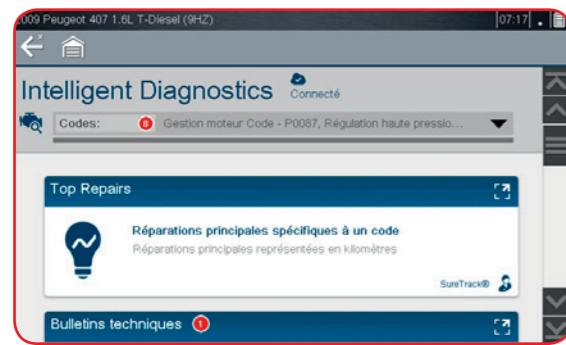 2009 Peugeot 407 1.6L T-Diesel (9HZ) 07:17
Intelligent Diagnostics Connecté
Codes: 8 Gestion moteur Code - P0087, Régulation haute pressio...
Top Repairs
Réparations principales spécifiques à un code
Réparations principales représentées en kilomètres
SureTrack®
Bulletins techniques 1